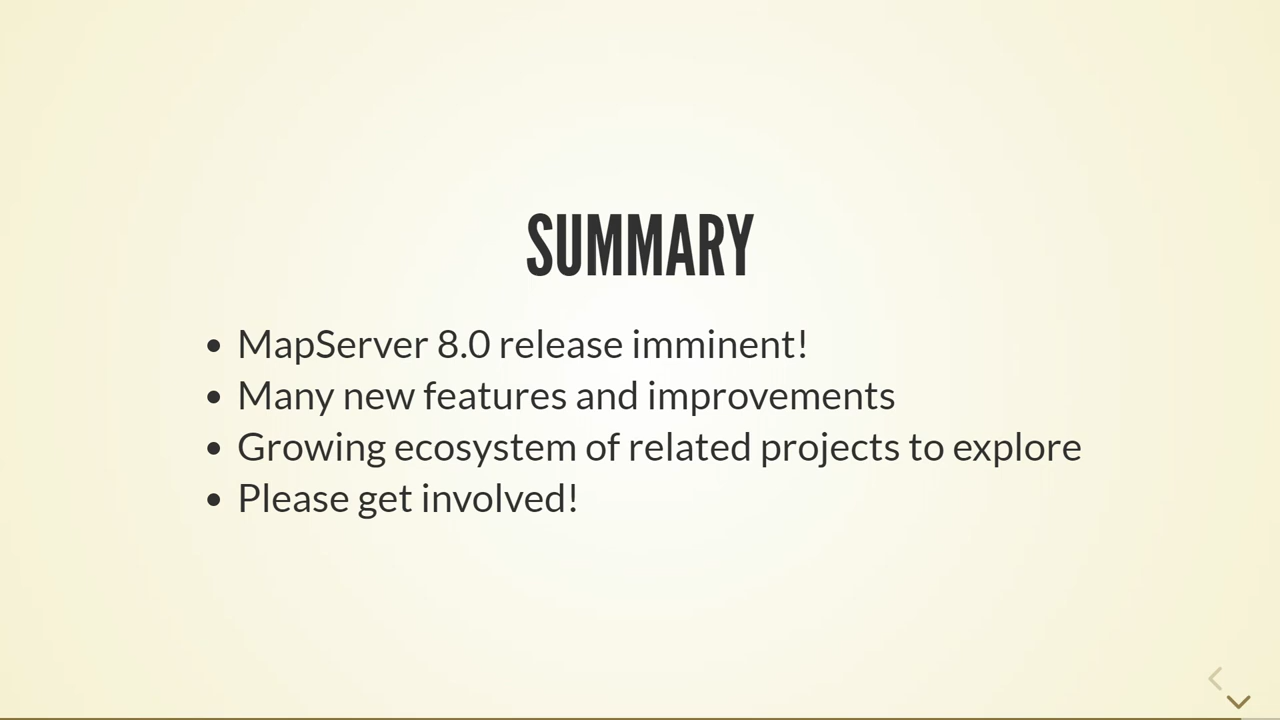 SUMMARY
• MapServer 8.0 release imminent!
• Many new features and improvements
• Growing ecosystem of related projects to explore
• Please get involved!